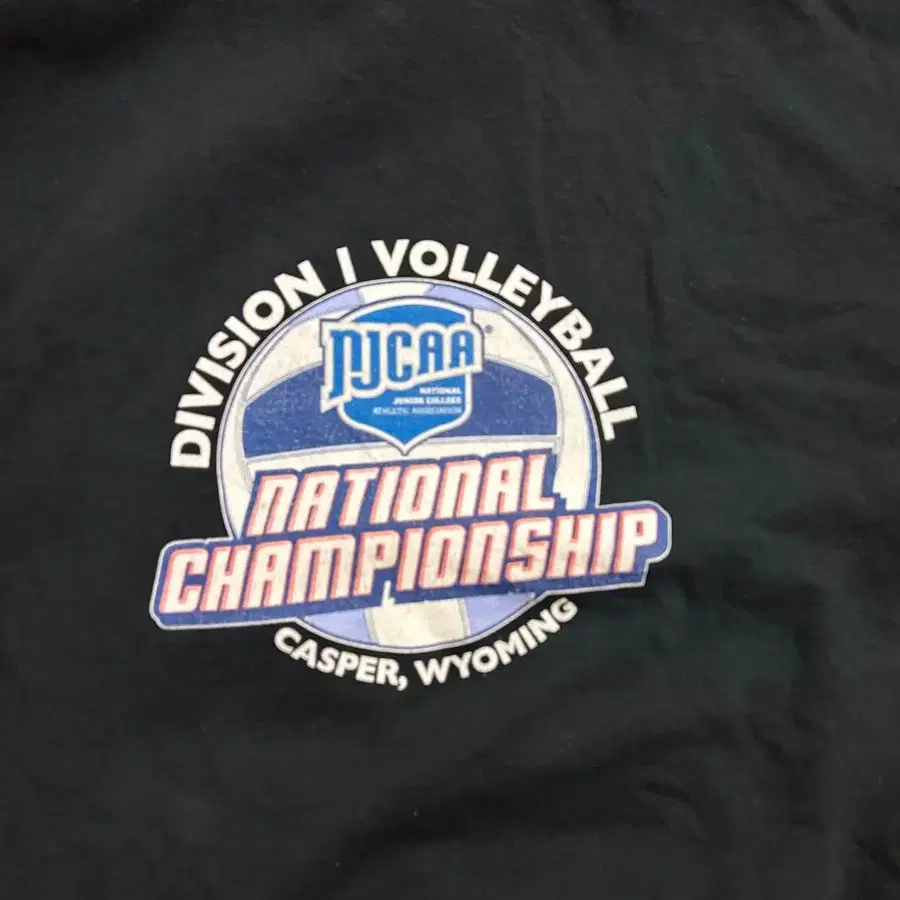 DIVISION I VOLLEYBALL
NJCAA®
NATIONAL
JUNIOR COLLEGE
ATHLETIC ASSOCIATION
NATIONAL
CHAMPIONSHIP
CASPER, WYOMING